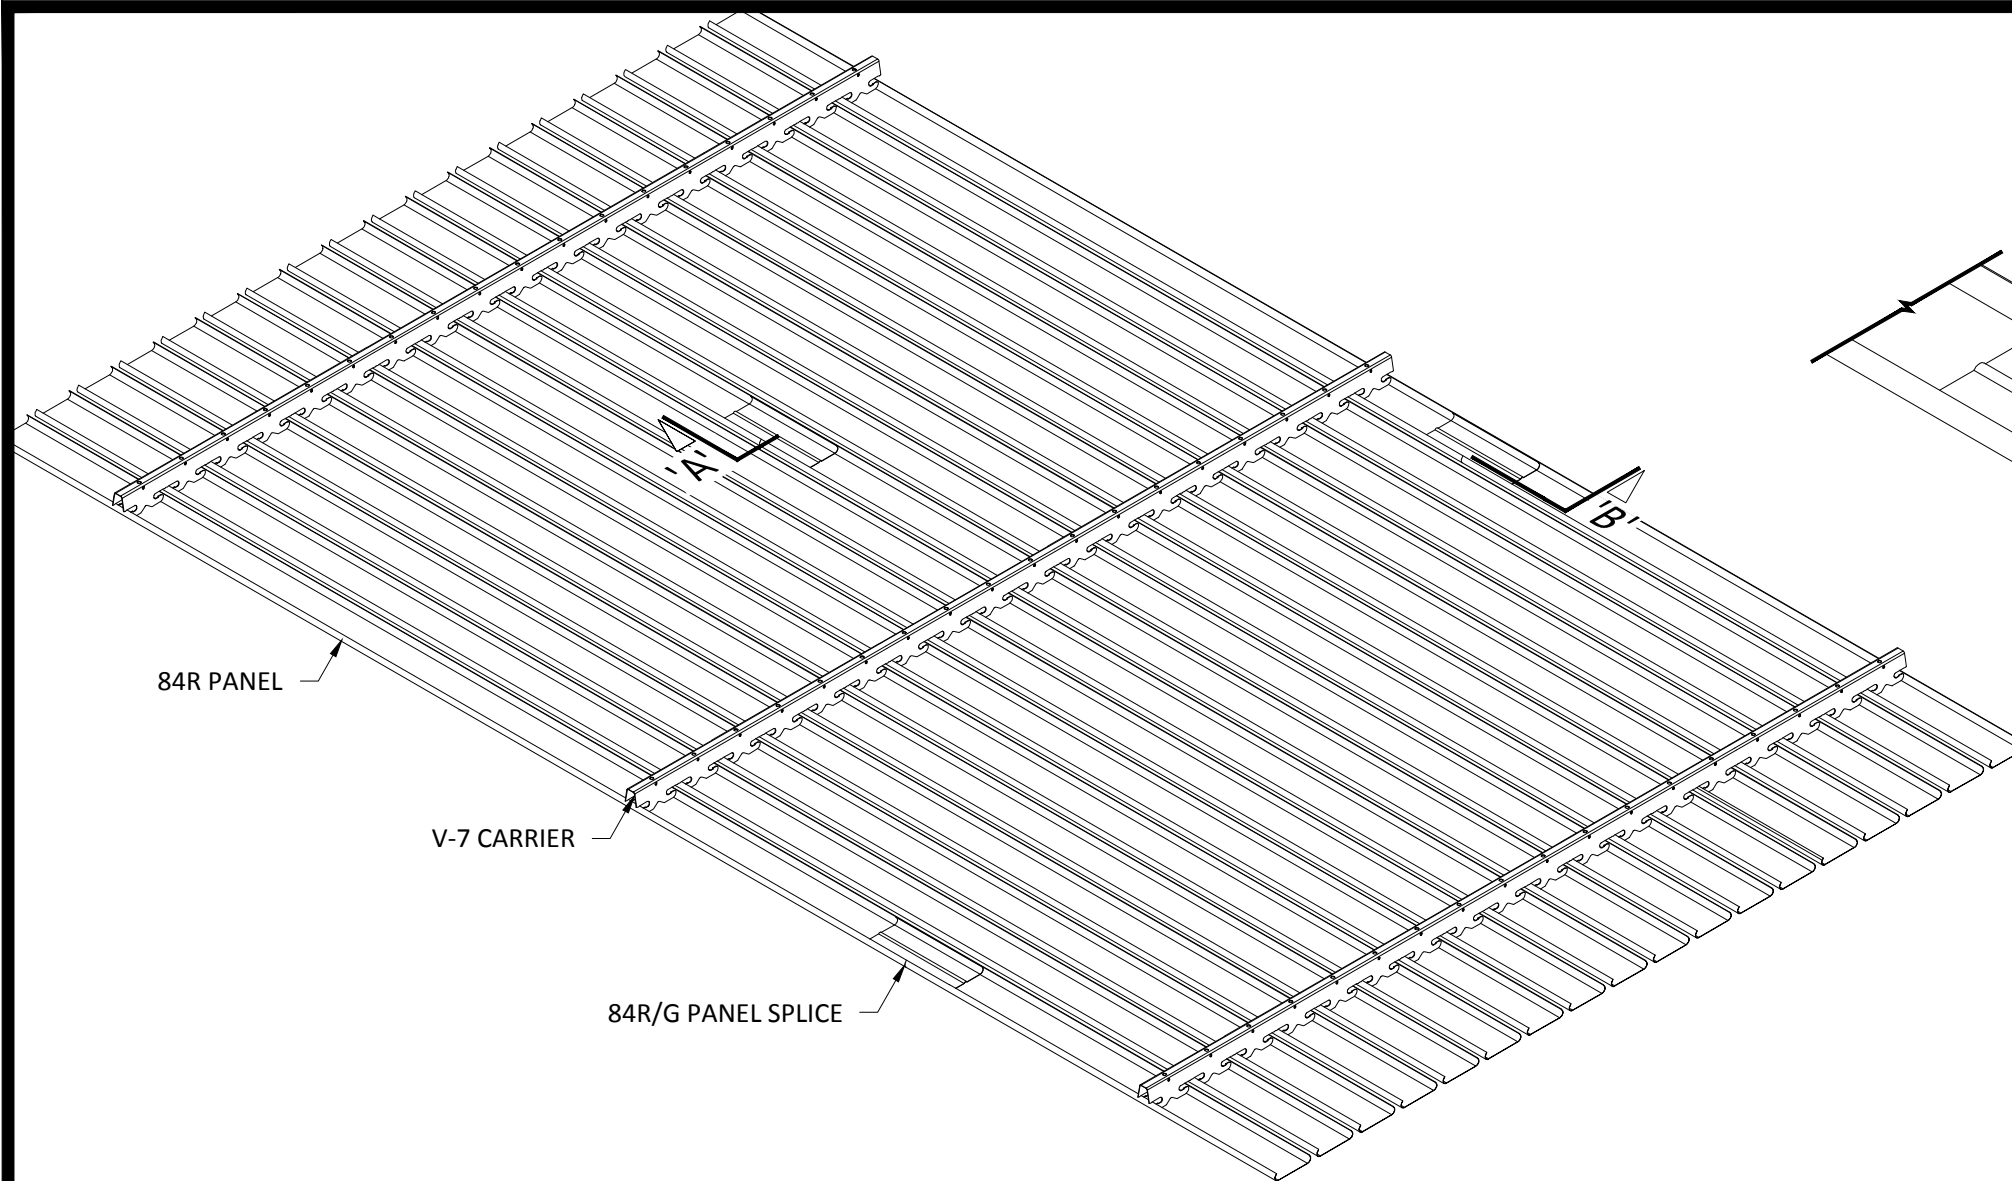 'A'
'B'
84R PANEL
V-7 CARRIER
84R/G PANEL SPLICE